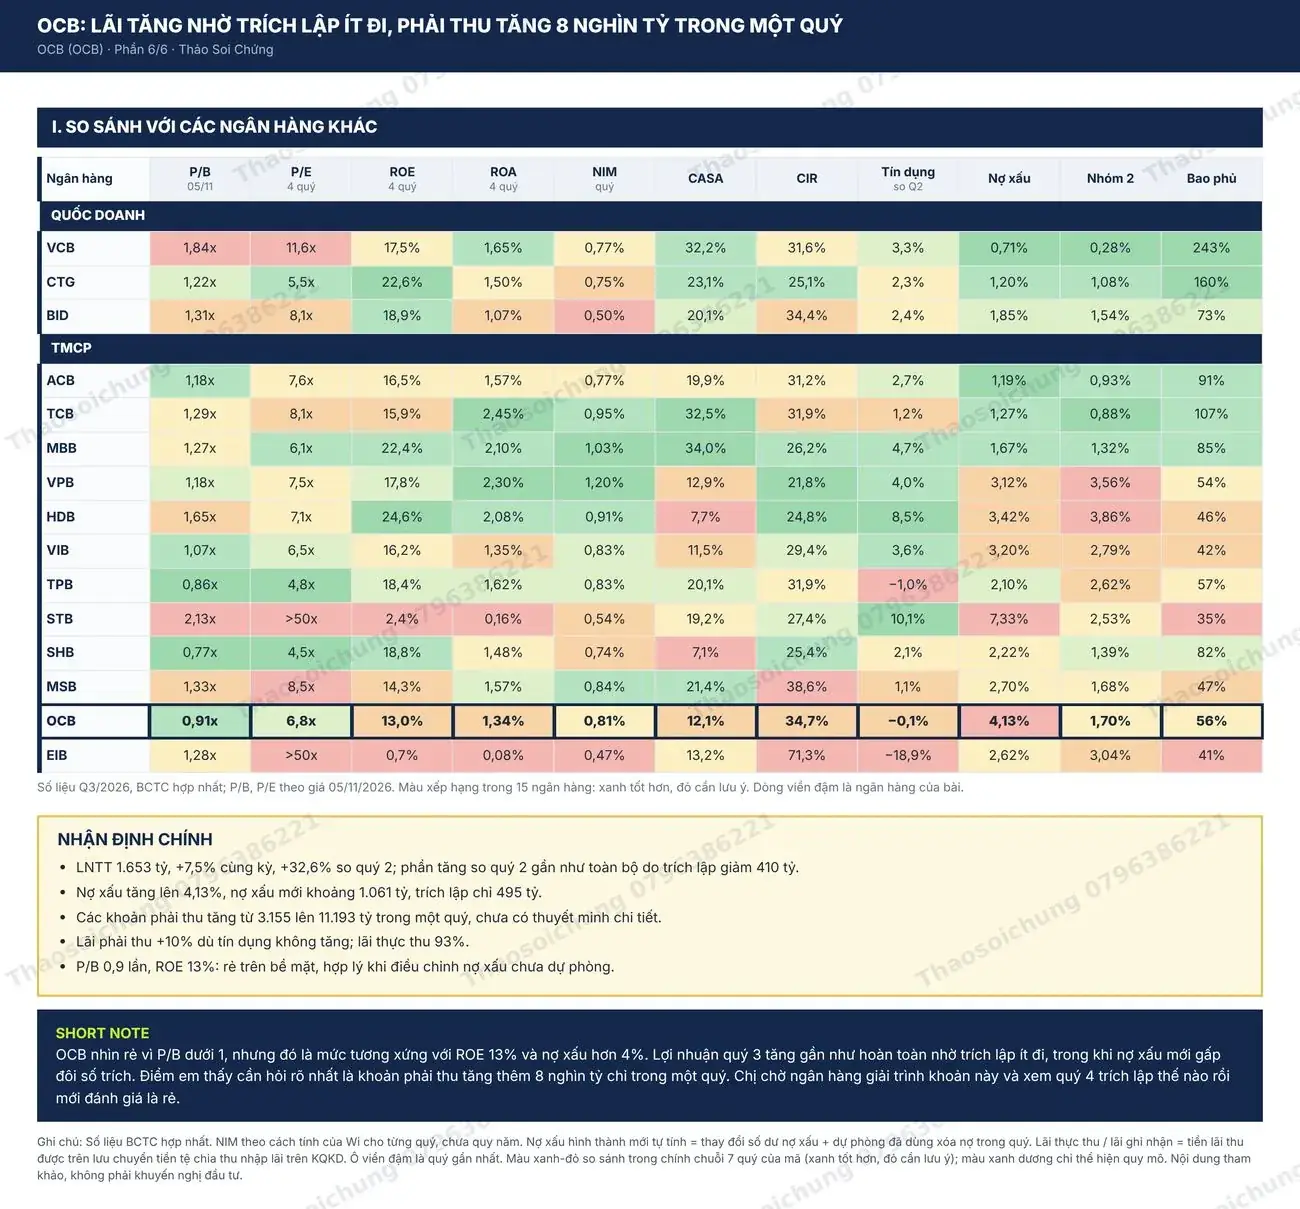 OCB: LÃI TĂNG NHỜ TRÍCH LẬP ÍT ĐI, PHẢI THU TĂNG 8 NGHÌN TỶ TRONG MỘT QUÝ
OCB (OCB) · Phần 6/6 · Thảo Soi Chứng
I. SO SÁNH VỚI CÁC NGÂN HÀNG KHÁC
Ngân hàng P/B 05/11 P/E 4 quý ROE 4 quý ROA 4 quý NIM quý CASA CIR Tín dụng so Q2 Nợ xấu Nhóm 2 Bao phủ
QUỐC DOANH
VCB 1,84x 11,6x 17,5% 1,65% 0,77% 32,2% 31,6% 3,3% 0,71% 0,28% 243%
CTG 1,22x 5,5x 22,6% 1,50% 0,75% 23,1% 25,1% 2,3% 1,20% 1,08% 160%
BID 1,31x 8,1x 18,9% 1,07% 0,50% 20,1% 34,4% 2,4% 1,85% 1,54% 73%
TMCP
ACB 1,18x 7,6x 16,5% 1,57% 0,77% 19,9% 31,2% 2,7% 1,19% 0,93% 91%
TCB 1,29x 8,1x 15,9% 2,45% 0,95% 32,5% 31,9% 1,2% 1,27% 0,88% 107%
MBB 1,27x 6,1x 22,4% 2,10% 1,03% 34,0% 26,2% 4,7% 1,67% 1,32% 85%
VPB 1,18x 7,5x 17,8% 2,30% 1,20% 12,9% 21,8% 4,0% 3,12% 3,56% 54%
HDB 1,65x 7,1x 24,6% 2,08% 0,91% 7,7% 24,8% 8,5% 3,42% 3,86% 46%
VIB 1,07x 6,5x 16,2% 1,35% 0,83% 11,5% 29,4% 3,6% 3,20% 2,79% 42%
TPB 0,86x 4,8x 18,4% 1,62% 0,83% 20,1% 31,9% −1,0% 2,10% 2,62% 57%
STB 2,13x >50x 2,4% 0,16% 0,54% 19,2% 27,4% 10,1% 7,33% 2,53% 35%
SHB 0,77x 4,5x 18,8% 1,48% 0,74% 7,1% 25,4% 2,1% 2,22% 1,39% 82%
MSB 1,33x 8,5x 14,3% 1,57% 0,84% 21,4% 38,6% 1,1% 2,70% 1,68% 47%
OCB 0,91x 6,8x 13,0% 1,34% 0,81% 12,1% 34,7% −0,1% 4,13% 1,70% 56%
EIB 1,28x >50x 0,7% 0,08% 0,47% 13,2% 71,3% −18,9% 2,62% 3,04% 41%
Số liệu Q3/2026, BCTC hợp nhất; P/B, P/E theo giá 05/11/2026. Màu xếp hạng trong 15 ngân hàng: xanh tốt hơn, đỏ cần lưu ý. Dòng viền đậm là ngân hàng của bài.
NHẬN ĐỊNH CHÍNH
• LNTT 1.653 tỷ, +7,5% cùng kỳ, +32,6% so quý 2; phần tăng so quý 2 gần như toàn bộ do trích lập giảm 410 tỷ.
• Nợ xấu tăng lên 4,13%, nợ xấu mới khoảng 1.061 tỷ, trích lập chỉ 495 tỷ.
• Các khoản phải thu tăng từ 3.155 lên 11.193 tỷ trong một quý, chưa có thuyết minh chi tiết.
• Lãi phải thu +10% dù tín dụng không tăng; lãi thực thu 93%.
• P/B 0,9 lần, ROE 13%: rẻ trên bề mặt, hợp lý khi điều chỉnh nợ xấu chưa dự phòng.
SHORT NOTE
OCB nhìn rẻ vì P/B dưới 1, nhưng đó là mức tương xứng với ROE 13% và nợ xấu hơn 4%. Lợi nhuận quý 3 tăng gần như hoàn toàn nhờ trích lập ít đi, trong khi nợ xấu mới gấp
đôi số trích. Điểm em thấy cần hỏi rõ nhất là khoản phải thu tăng thêm 8 nghìn tỷ chỉ trong một quý. Chị chờ ngân hàng giải trình khoản này và xem quý 4 trích lập thế nào rồi
mới đánh giá là rẻ.
Ghi chú: Số liệu BCTC hợp nhất. NIM theo cách tính của Wi cho từng quý, chưa quy năm. Nợ xấu hình thành mới tự tính = thay đổi số dư nợ xấu + dự phòng đã dùng xóa nợ trong quý. Lãi thực thu / lãi ghi nhận = tiền lãi thu
được trên lưu chuyển tiền tệ chia thu nhập lãi trên KQKD. Ô viền đậm là quý gần nhất. Màu xanh-đỏ so sánh trong chính chuỗi 7 quý của mã (xanh tốt hơn, đỏ cần lưu ý); màu xanh dương chỉ thể hiện quy mô. Nội dung tham
khảo, không phải khuyến nghị đầu tư.
Thaosoichung 0796386221